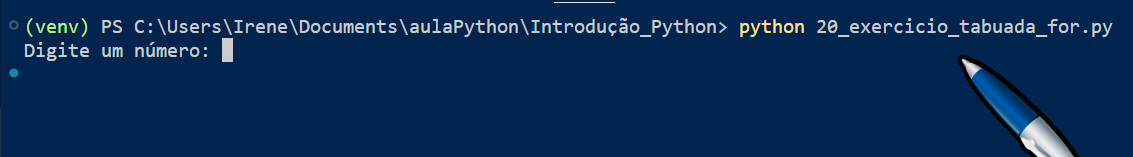 (venv) PS C:\Users\Irene\Documents\aulaPython\Introdução_Python> python 20_exercicio_tabuada_for.py
Digite um número: